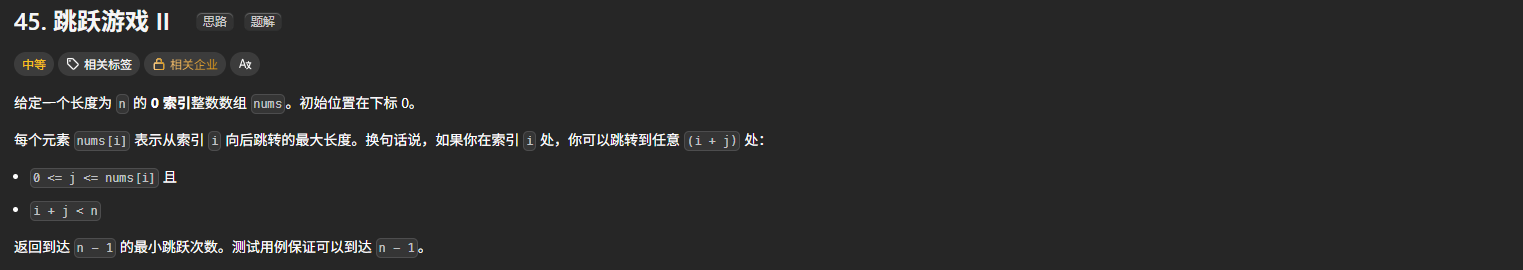 45. 跳跃游戏 II 思路 题解
中等 相关标签 相关企业 Aあ
给定一个长度为 n 的 0 索引整数数组 nums。初始位置在下标 0。
每个元素 nums[i] 表示从索引 i 向后跳转的最大长度。换句话说，如果你在索引 i 处，你可以跳转到任意 (i + j) 处：
• 0 <= j <= nums[i] 且
• i + j < n
返回到达 n - 1 的最小跳跃次数。测试用例保证可以到达 n - 1。